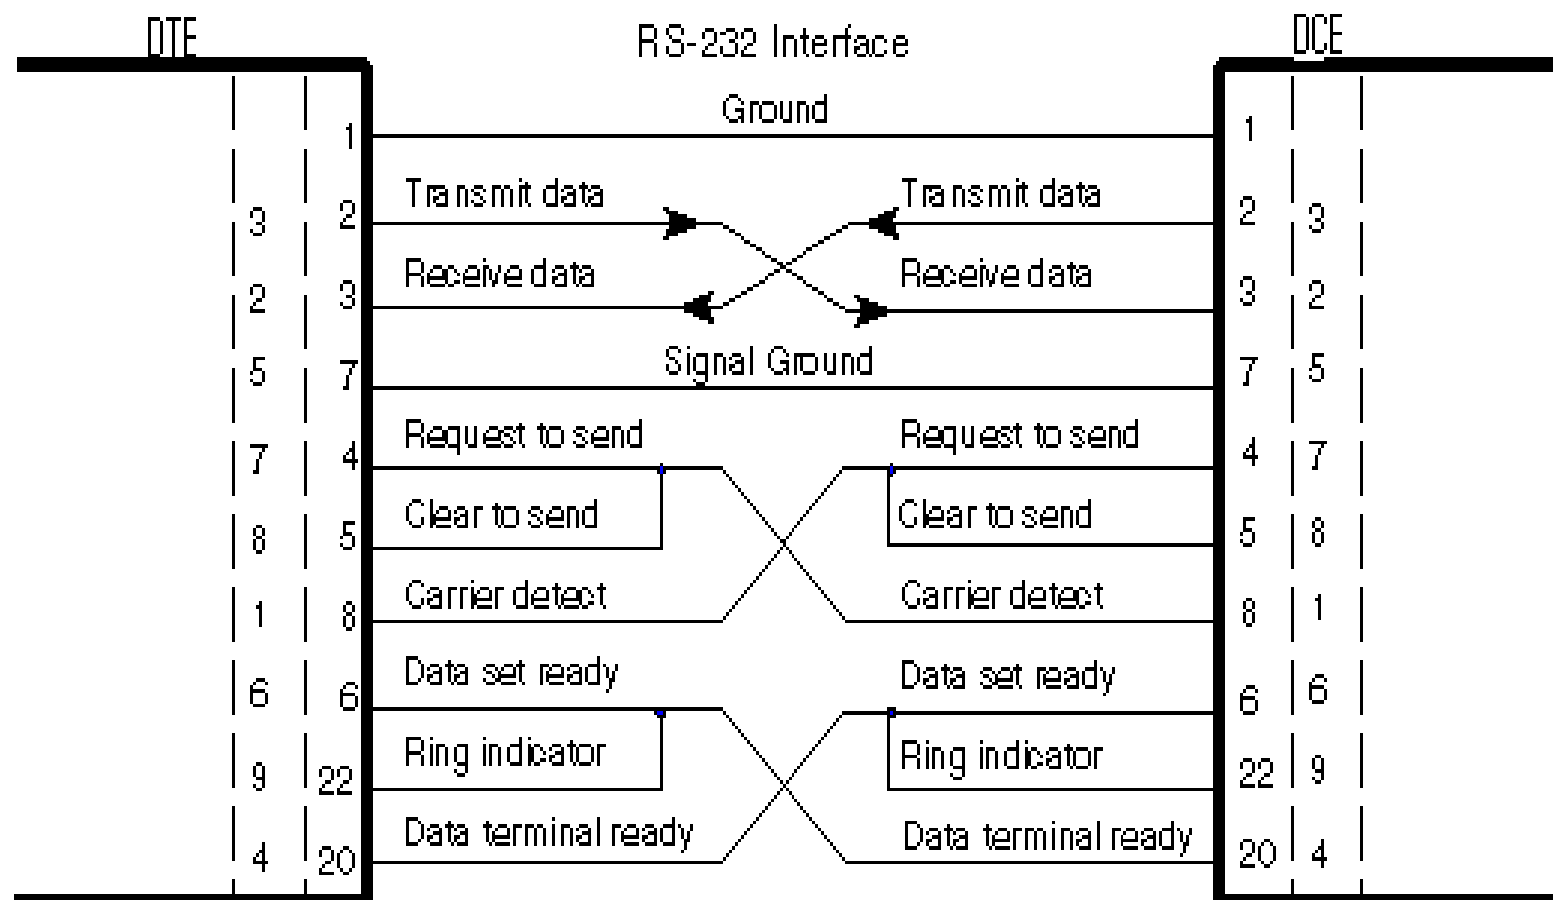 DTE RS-232 Interface DCE
Ground
1 1
Transmit data Transmit data
3 2 2 3
Receive data Receive data
2 3 3 2
Signal Ground
5 7 7 5
Request to send Request to send
7 4 4 7
Clear to send Clear to send
8 5 5 8
Carrier detect Carrier detect
1 8 8 1
Data set ready Data set ready
6 6 6 6
Ring indicator Ring indicator
9 22 22 9
Data terminal ready Data terminal ready
4 20 20 4